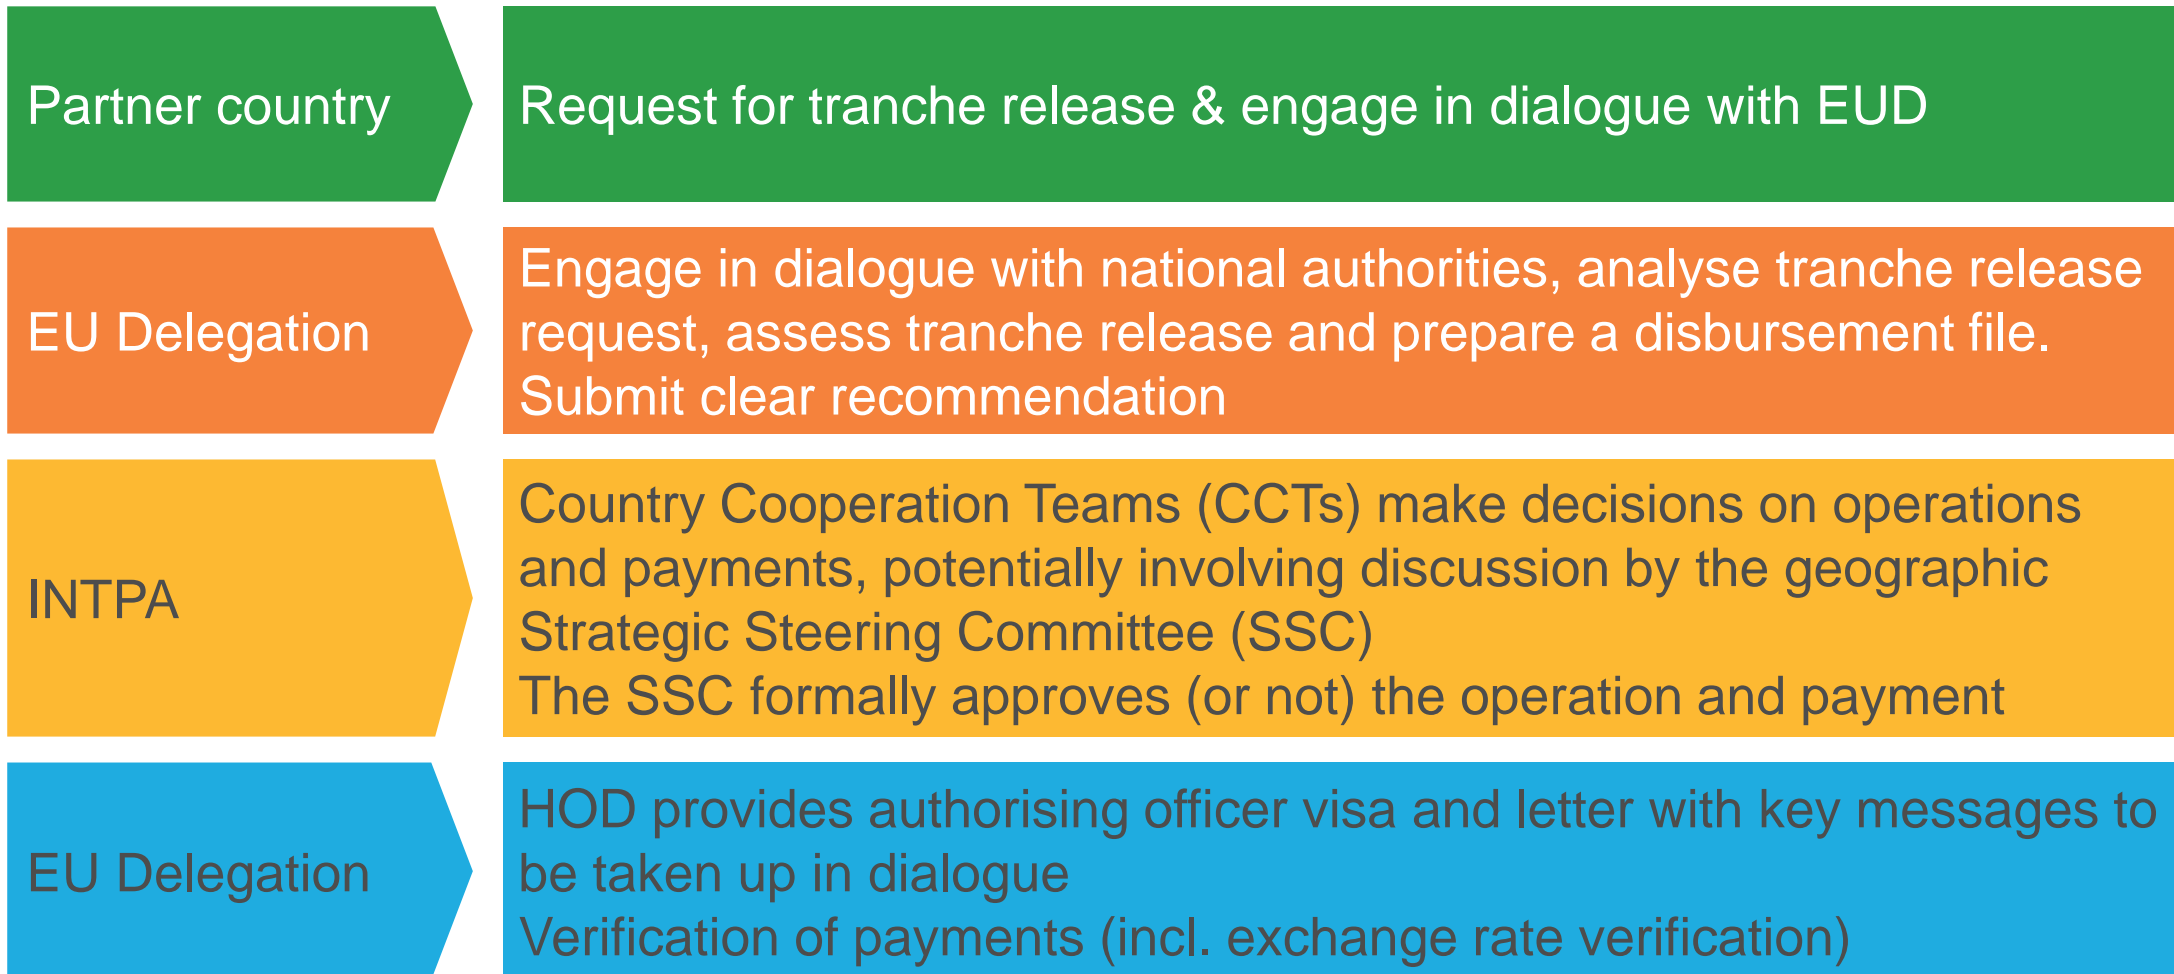 Partner country
Request for tranche release & engage in dialogue with EUD
EU Delegation
Engage in dialogue with national authorities, analyse tranche release
request, assess tranche release and prepare a disbursement file.
Submit clear recommendation
INTPA
Country Cooperation Teams (CCTs) make decisions on operations
and payments, potentially involving discussion by the geographic
Strategic Steering Committee (SSC)
The SSC formally approves (or not) the operation and payment
EU Delegation
HOD provides authorising officer visa and letter with key messages to
be taken up in dialogue
Verification of payments (incl. exchange rate verification)